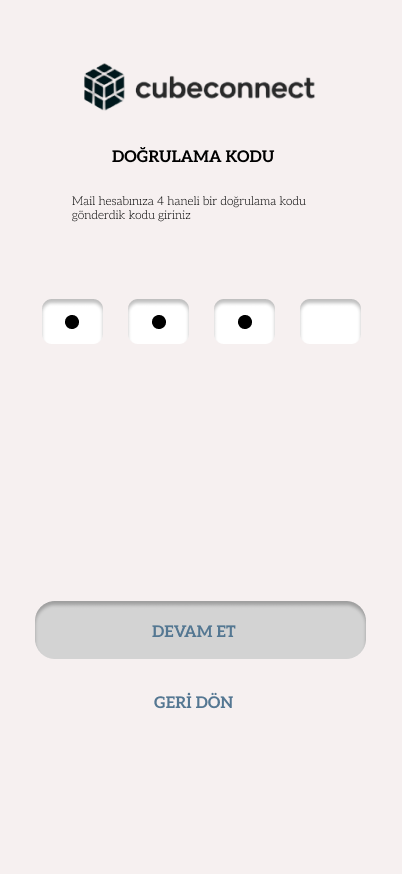 cubeconnect
DOĞRULAMA KODU
Mail hesabınıza 4 haneli bir doğrulama kodu
gönderdik kodu giriniz
DEVAM ET
GERİ DÖN